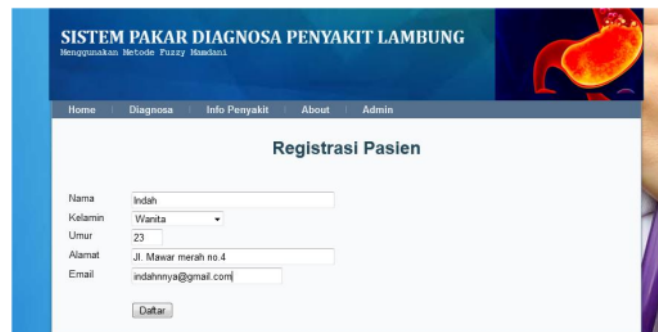 SISTEM PAKAR DIAGNOSA PENYAKIT LAMBUNG
Menggunakan Metode Fuzzy Mamdani
Home Diagnosa Info Penyakit About Admin
Registrasi Pasien
Nama Indah
Kelamin Wanita
Umur 23
Alamat Jl. Mawar merah no.4
Email indahnnya@gmail.com
Daftar